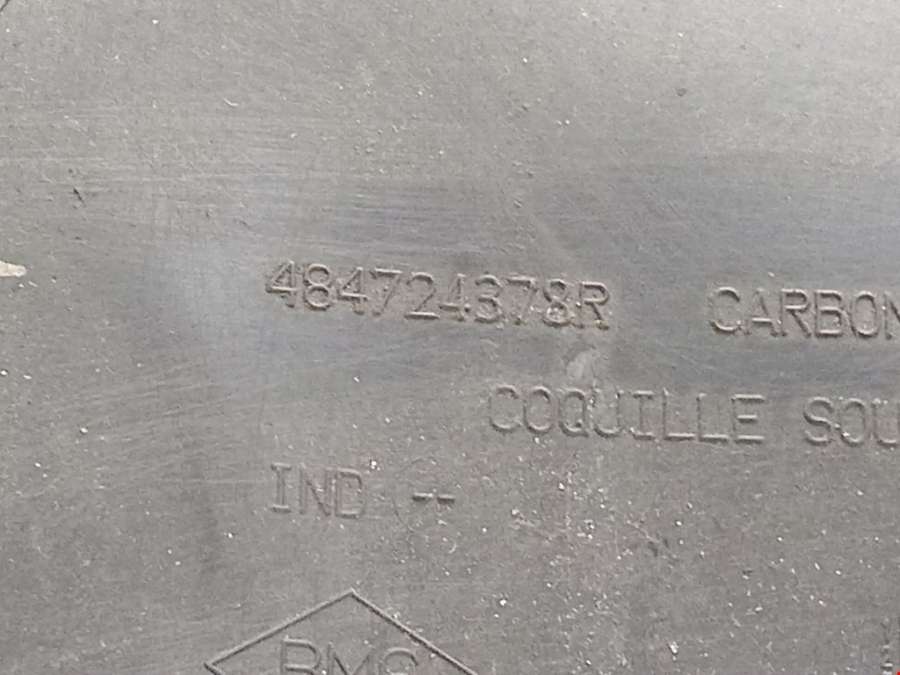 484724378R CARBON
COQUILLE SOU
IND --